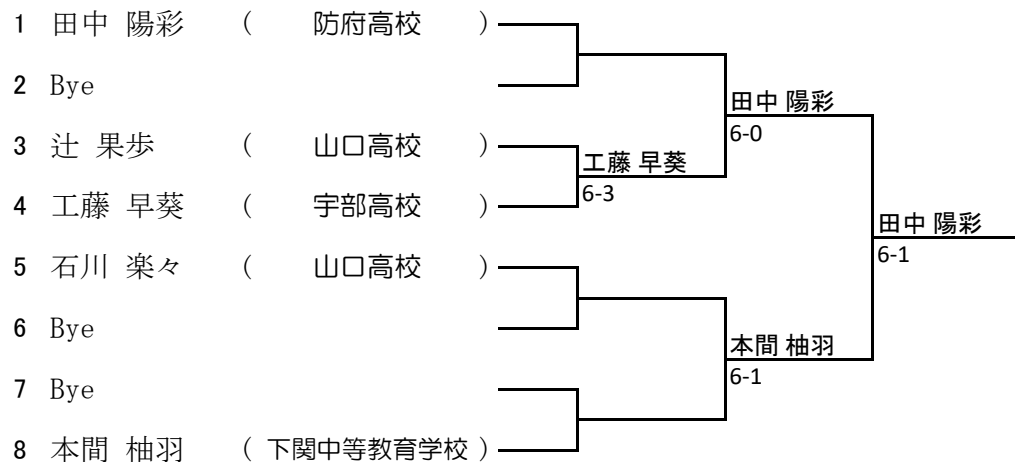 1 田中 陽彩 ( 防府高校 )
2 Bye
田中 陽彩
6-0
3 辻 果歩 ( 山口高校 )
工藤 早葵
6-3
4 工藤 早葵 ( 宇部高校 )
田中 陽彩
6-1
5 石川 楽々 ( 山口高校 )
6 Bye
本間 柚羽
6-1
7 Bye
8 本間 柚羽 ( 下関中等教育学校 )